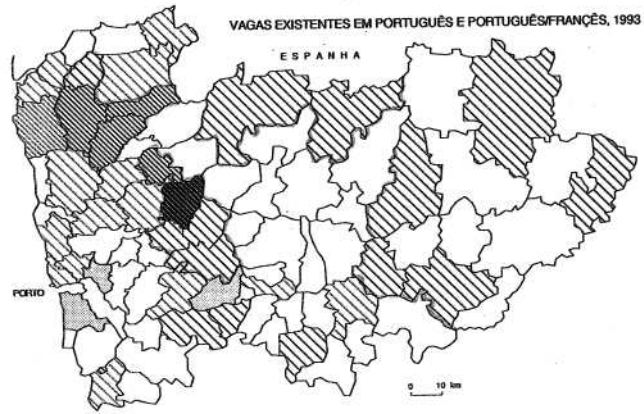 VAGAS EXISTENTES EM PORTUGUÊS E PORTUGUÊS/FRANÇÊS, 1993
ESPANHA
PORTO
0 10 km